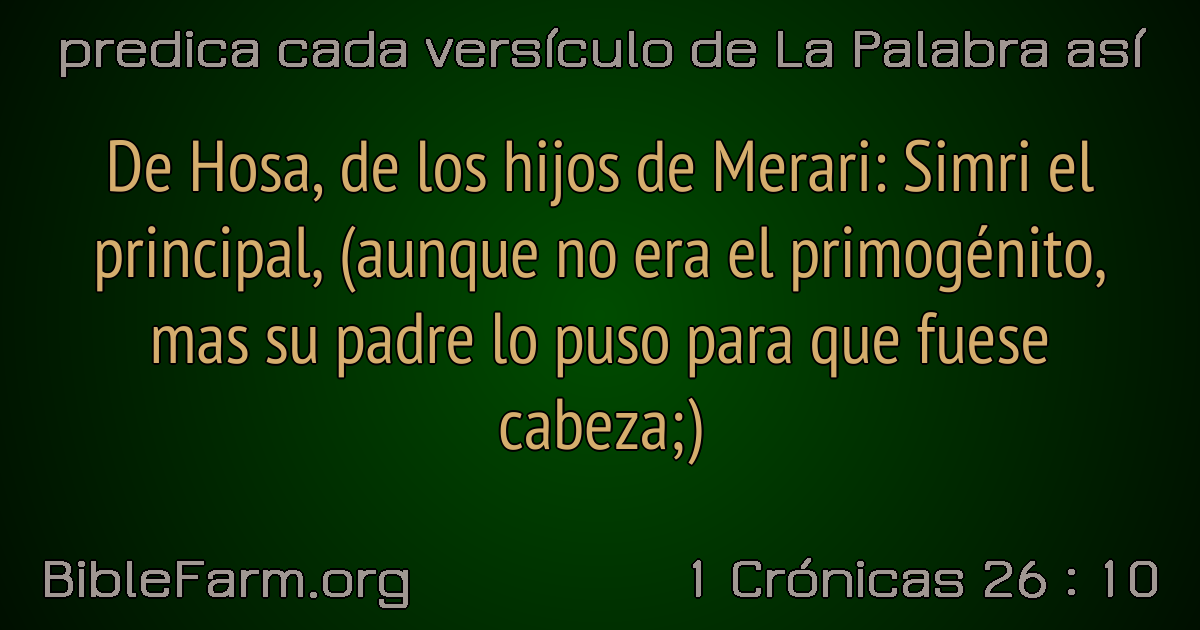 predica cada versículo de La Palabra así
De Hosa, de los hijos de Merari: Simri el
principal, (aunque no era el primogénito,
mas su padre lo puso para que fuese
cabeza;)
BibleFarm.org
1 Crónicas 26 : 10